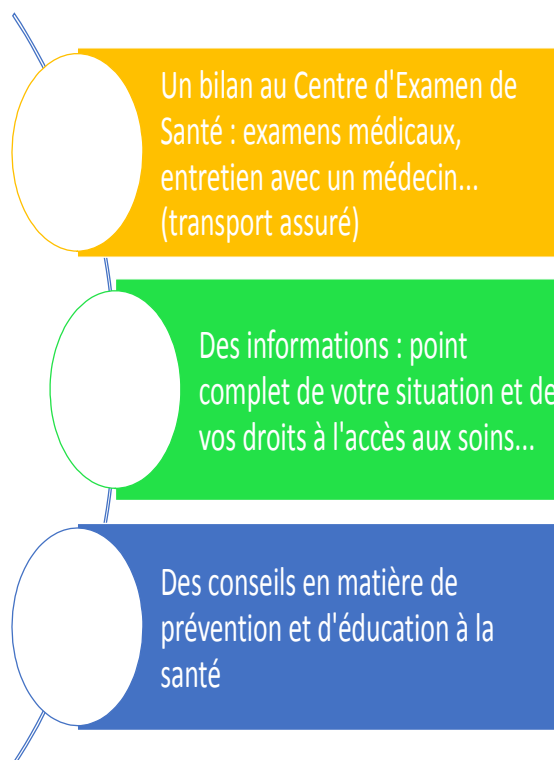 Un bilan au Centre d'Examen de
Santé : examens médicaux,
entretien avec un médecin...
(transport assuré)
Des informations : point
complet de votre situation et de
vos droits à l'accès aux soins...
Des conseils en matière de
prévention et d'éducation à la
santé